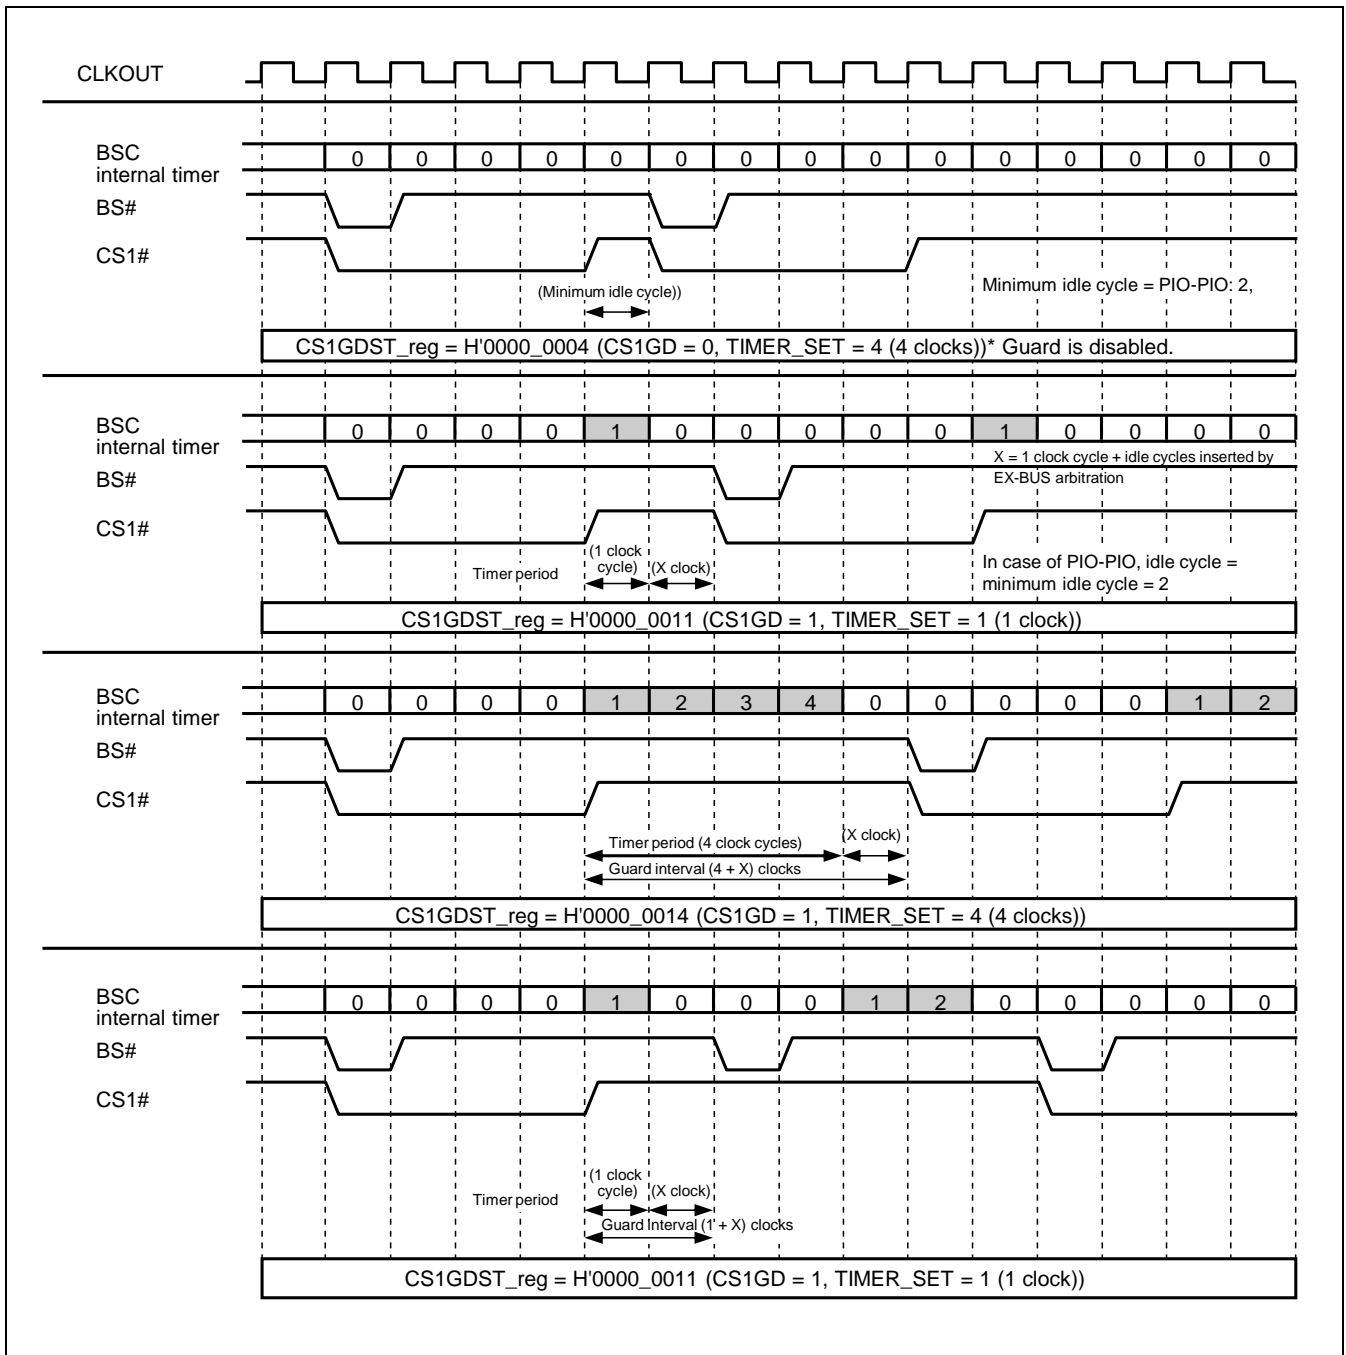 CLKOUT
BSC
internal timer
0 0 0 0 0 0 0 0 0 0 0 0 0 0 0
BS#
CS1#
Minimum idle cycle = PIO-PIO: 2,
(Minimum idle cycle))
CS1GDST_reg = H'0000_0004 (CS1GD = 0, TIMER_SET = 4 (4 clocks))* Guard is disabled.
BSC
internal timer
0 0 0 0 1 0 0 0 0 0 1 0 0 0 0
X = 1 clock cycle + idle cycles inserted by
EX-BUS arbitration
BS#
CS1#
(1 clock
cycle)
(X clock)
Timer period
In case of PIO-PIO, idle cycle =
minimum idle cycle = 2
CS1GDST_reg = H'0000_0011 (CS1GD = 1, TIMER_SET = 1 (1 clock))
BSC
internal timer
0 0 0 0 1 2 3 4 0 0 0 0 0 1 2
BS#
CS1#
Timer period (4 clock cycles)
(X clock)
Guard interval (4 + X) clocks
CS1GDST_reg = H'0000_0014 (CS1GD = 1, TIMER_SET = 4 (4 clocks))
BSC
internal timer
0 0 0 0 1 0 0 0 1 2 0 0 0 0 0
BS#
CS1#
(1 clock
cycle)
(X clock)
Timer period
Guard Interval (1 + X) clocks
CS1GDST_reg = H'0000_0011 (CS1GD = 1, TIMER_SET = 1 (1 clock))